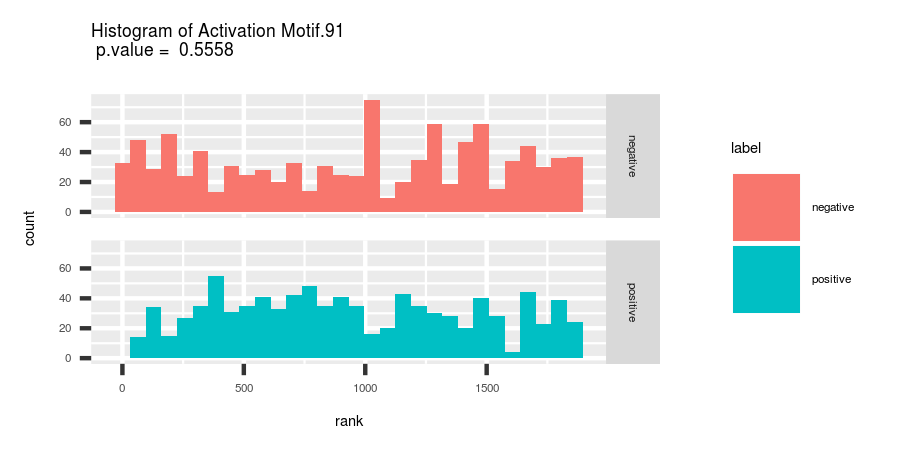 Histogram of Activation Motif.91
p.value = 0.5558
count
60
40
20
0
negative
60
40
20
0
positive
0 500 1000 1500
rank
label
negative
positive